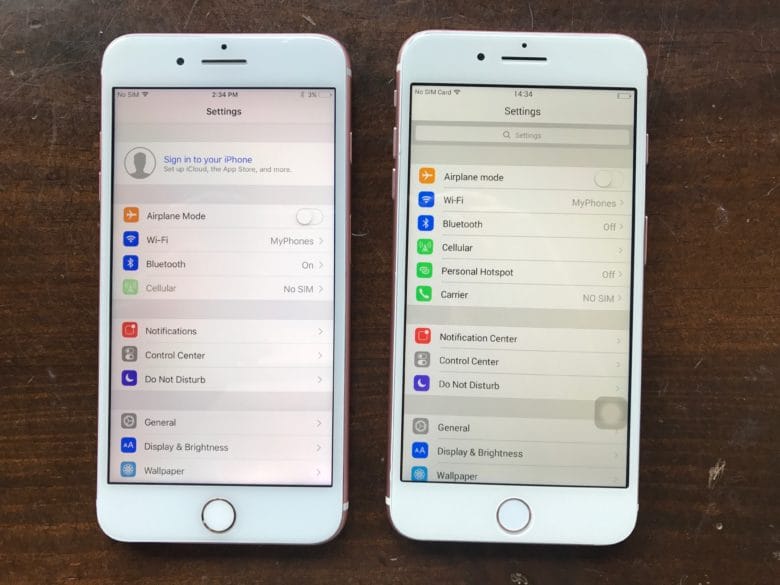 No SIM 2:34 PM 3%
Settings
Sign in to your iPhone
Set up iCloud, the App Store, and more.
Airplane Mode
Wi-Fi MyPhones
Bluetooth On
Cellular No SIM
Notifications
Control Center
Do Not Disturb
General
AA Display & Brightness
Wallpaper
No SIM Card 14:34
Settings
Settings
Airplane mode
Wi-Fi MyPhones
Bluetooth Off
Cellular
Personal Hotspot Off
Carrier NO SIM
Notification Center
Control Center
Do Not Disturb
General
AA Display & Brightness
Wallpaper